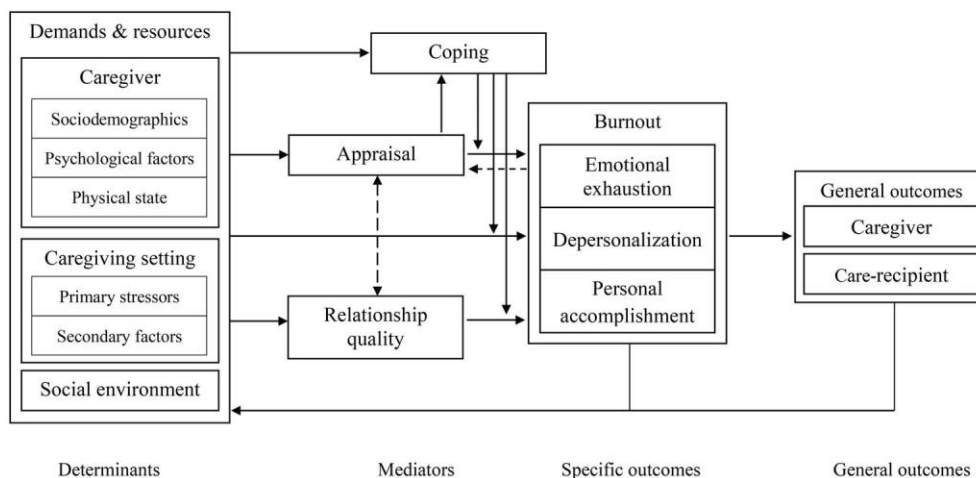 Demands & resources
Caregiver
Sociodemographics
Psychological factors
Physical state
Caregiving setting
Primary stressors
Secondary factors
Social environment
Coping
Appraisal
Relationship
quality
Burnout
Emotional
exhaustion
Depersonalization
Personal
accomplishment
General outcomes
Caregiver
Care-recipient
Determinants
Mediators
Specific outcomes
General outcomes